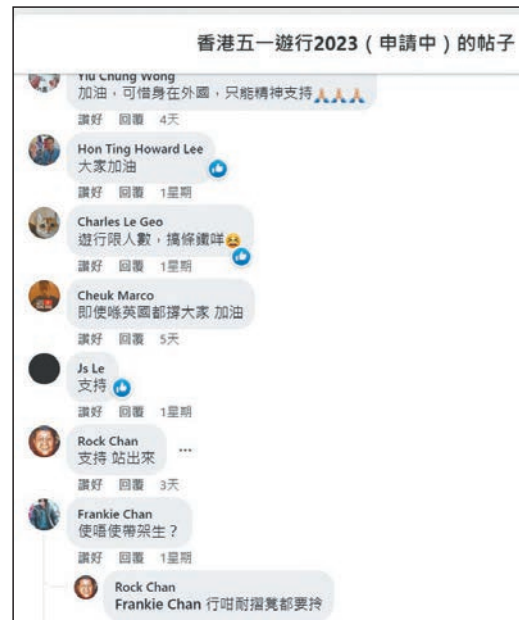 香港五一遊行2023（申請中）的帖子
Yiu Chung Wong
加油，可惜身在外國，只能精神支持🙏🙏🙏
讚好 回覆 4天
Hon Ting Howard Lee
大家加油
讚好 回覆 1星期
Charles Le Geo
遊行限人數，搞條鐵咩😫
讚好 回覆 1星期
Cheuk Marco
即使喺英國都撐大家 加油
讚好 回覆 5天
Js Le
支持
讚好 回覆 1星期
Rock Chan
支持 站出來
讚好 回覆 3天
Frankie Chan
使唔使帶架生？
讚好 回覆 1星期
Rock Chan
Frankie Chan 行咁耐摺凳都要拎